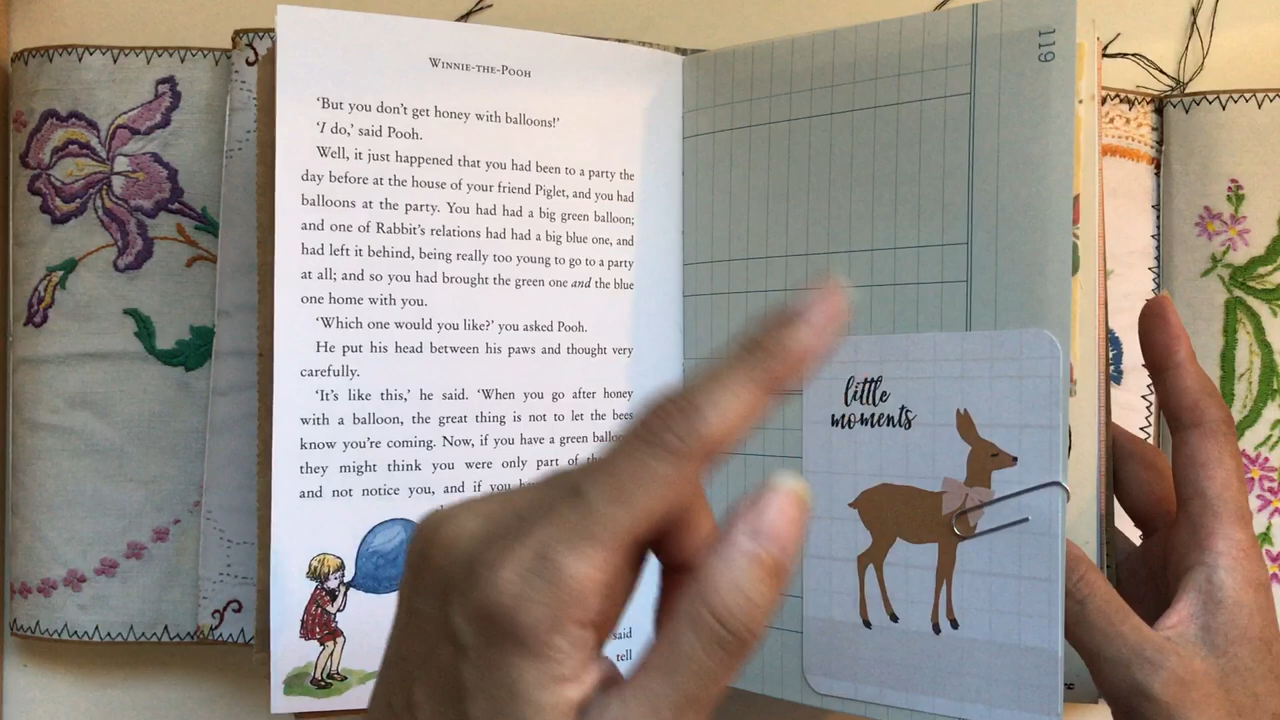 WINNIE-THE-POOH
‘But you don’t get honey with balloons!’
‘I do,’ said Pooh.
Well, it just happened that you had been to a party the
day before at the house of your friend Piglet, and you had
balloons at the party. You had had a big green balloon;
and one of Rabbit’s relations had had a big blue one, and
had left it behind, being really too young to go to a party
at all; and so you had brought the green one and the blue
one home with you.
‘Which one would you like?’ you asked Pooh.
He put his head between his paws and thought very
carefully.
‘It’s like this,’ he said. ‘When you go after honey
with a balloon, the great thing is not to let the bees
know you’re coming. Now, if you have a green
they might think you were only part of
and not notice you, and if you
said
tell
119
little
moments